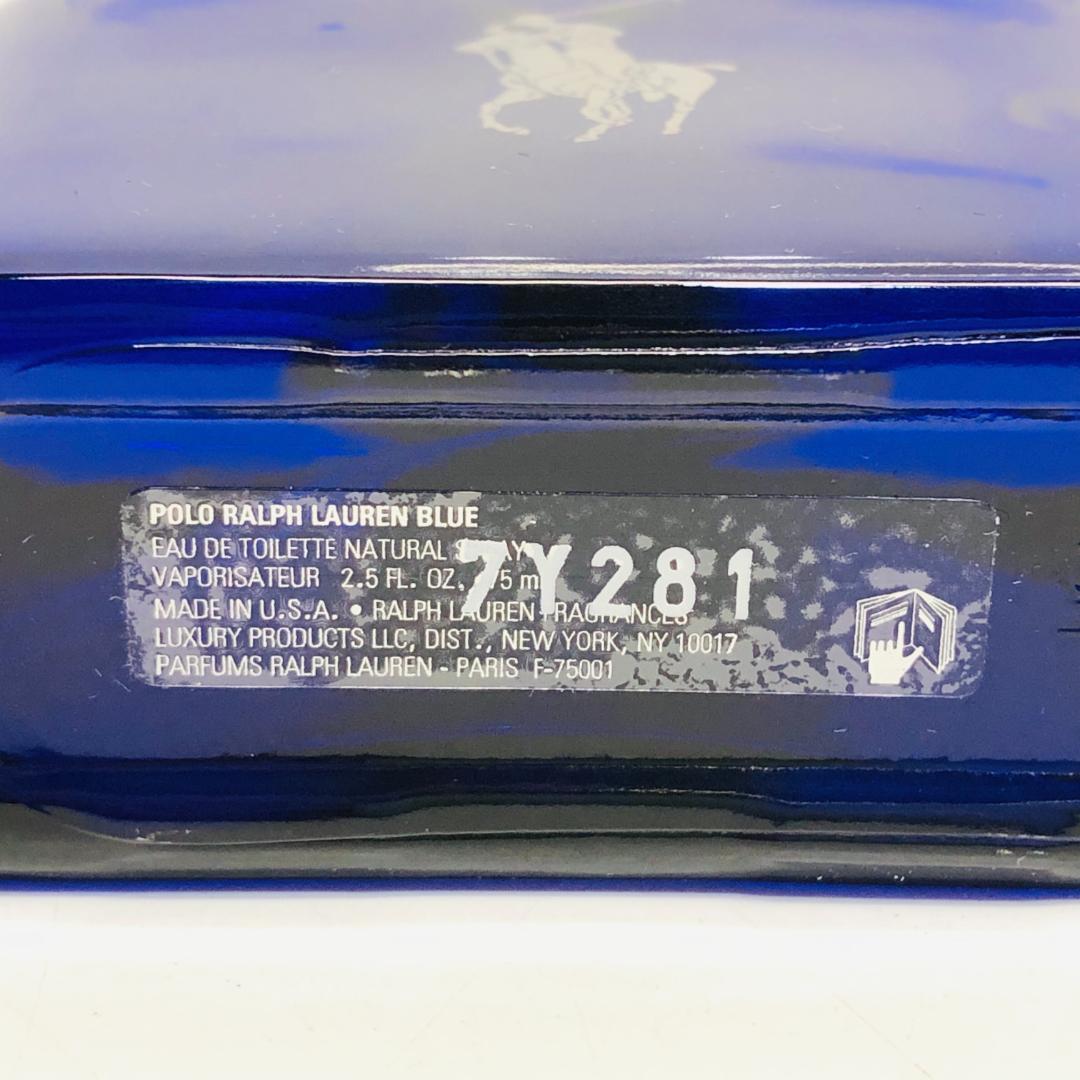 POLO RALPH LAUREN BLUE
EAU DE TOILETTE NATURAL
7Y281
VAPORISATEUR 2.5 FL. OZ.
MADE IN U.S.A. • RALPH LAUREN FRAGRANCES
LUXURY PRODUCTS LLC, DIST., NEW YORK, NY 10017
PARFUMS RALPH LAUREN - PARIS F-75001